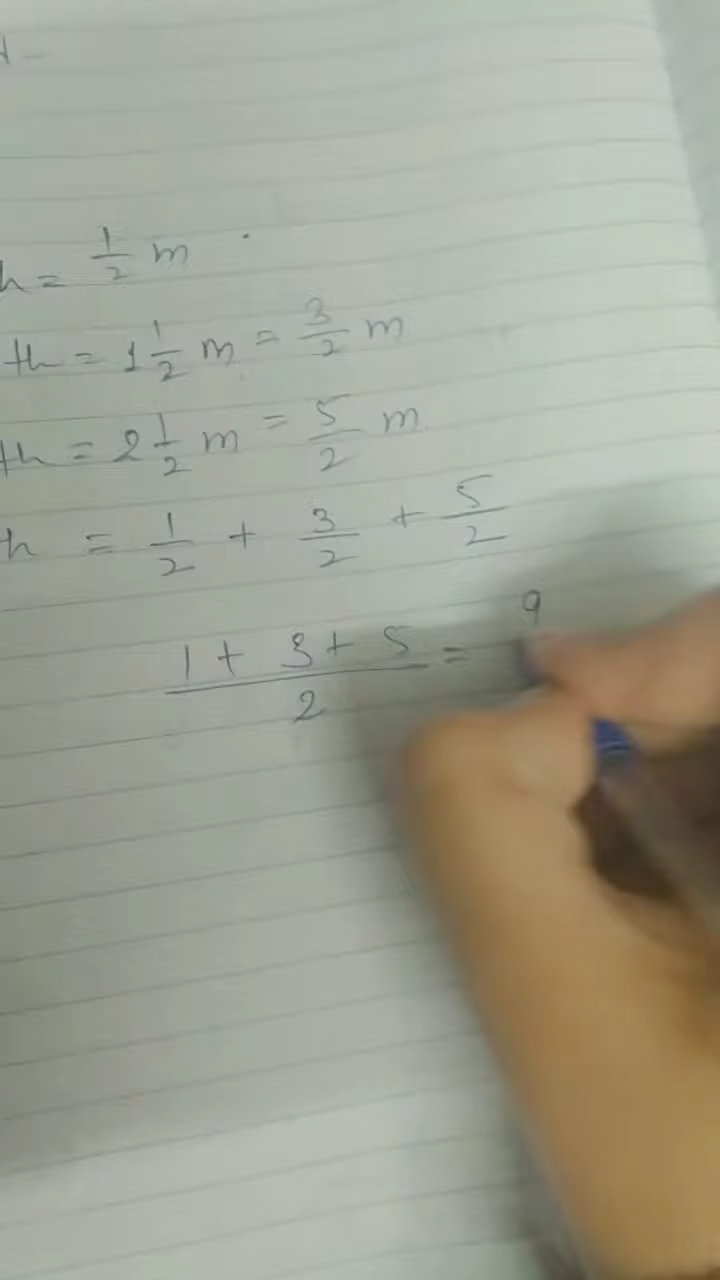 h = 1/2 m
th = 1 1/2 m = 3/2 m
th = 2 1/2 m = 5/2 m
h = 1/2 + 3/2 + 5/2
1 + 3 + 5 / 2 = 9